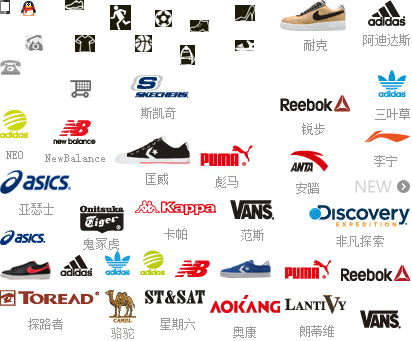 耐克
adidas
阿迪达斯
SKECHERS
斯凯奇
adidas
三叶草
Reebok
锐步
adidas
NEO
new balance
NewBalance
匡威
PUMA
彪马
ANTA
安踏
李宁
NEW
asics
亚瑟士
Onitsuka
Tiger
鬼冢虎
Kappa
卡帕
VANS
范斯
Discovery
EXPEDITION
非凡探索
asics
adidas
adidas
adidas
new balance
PUMA
Reebok
TOREAD
探路者
CAMEL
骆驼
ST&SAT
星期六
AOKANG
奥康
LANTIVY
朗蒂维
VANS